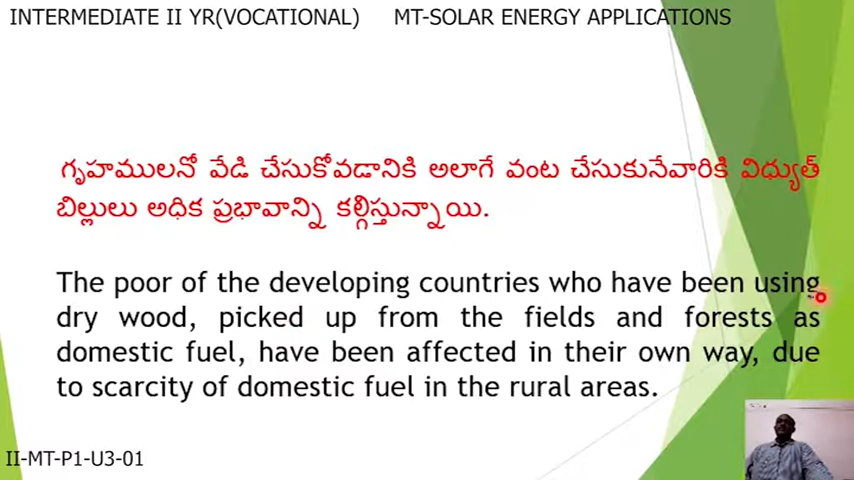 INTERMEDIATE II YR(VOCATIONAL) MT-SOLAR ENERGY APPLICATIONS
గృహములనో వేడి చేసుకోవడానికి అలాగే వంట చేసుకునేవారికి విధ్యుత్
బిల్లులు అధిక ప్రభావాన్ని కల్గిస్తున్నాయి.
The poor of the developing countries who have been using
dry wood, picked up from the fields and forests as
domestic fuel, have been affected in their own way, due
to scarcity of domestic fuel in the rural areas.
II-MT-P1-U3-01